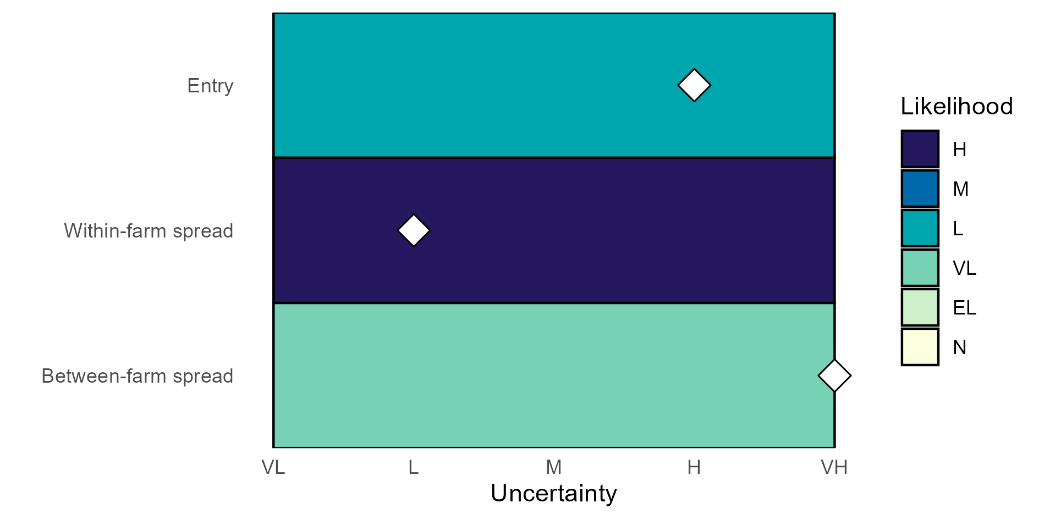 Entry
Within-farm spread
Between-farm spread
VL L M H VH
Uncertainty
Likelihood
H
M
L
VL
EL
N